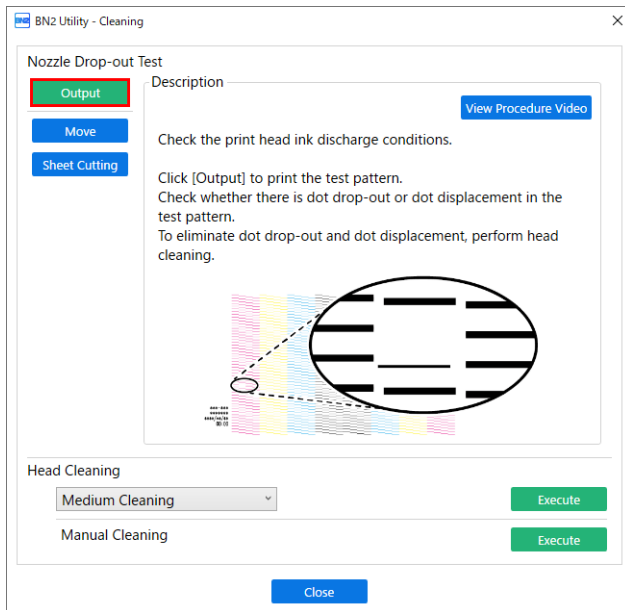 BN2 BN2 Utility - Cleaning
Nozzle Drop-out Test
Output
Move
Sheet Cutting
Description
View Procedure Video
Check the print head ink discharge conditions.
Click [Output] to print the test pattern.
Check whether there is dot drop-out or dot displacement in the
test pattern.
To eliminate dot drop-out and dot displacement, perform head
cleaning.
Head Cleaning
Medium Cleaning
Execute
Manual Cleaning
Execute
Close